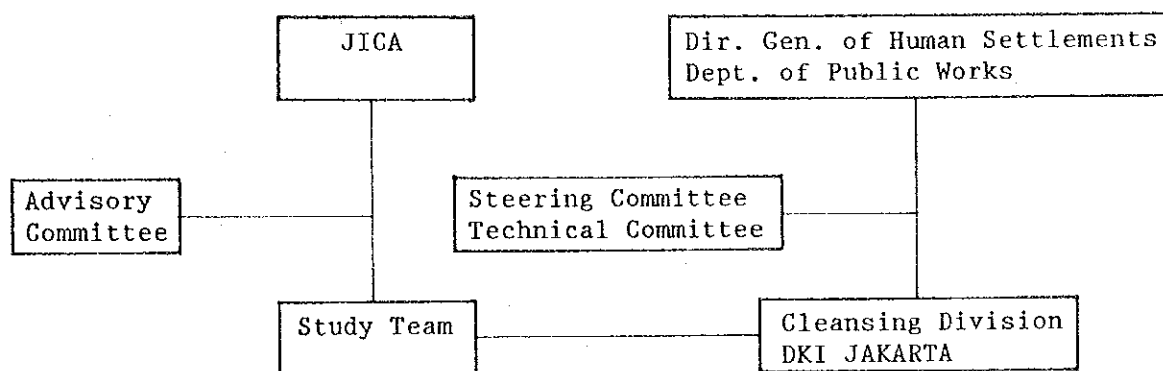 JICA
Dir. Gen. of Human Settlements
Dept. of Public Works
Advisory
Committee
Steering Committee
Technical Committee
Study Team
Cleansing Division
DKI JAKARTA